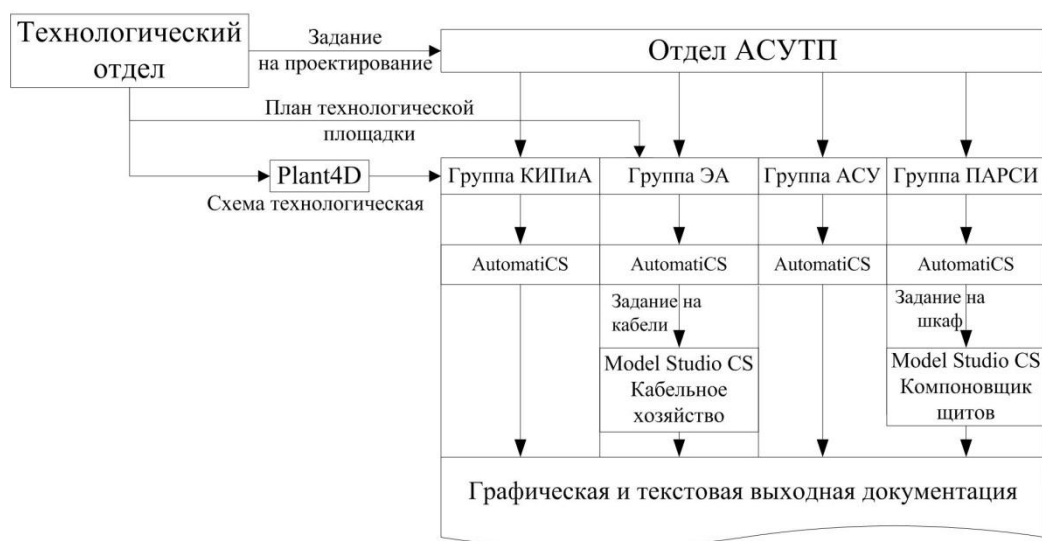 Технологический
отдел
Задание
на проектирование
Отдел АСУТП
План технологической
площадки
Plant4D
Схема технологическая
Группа КИПиА
Группа ЭА
Группа АСУ
Группа ПАРСИ
AutomatiCS
AutomatiCS
AutomatiCS
AutomatiCS
Задание на
кабели
Задание на
шкаф
Model Studio CS
Кабельное
хозяйство
Model Studio CS
Компоновщик
щитов
Графическая и текстовая выходная документация